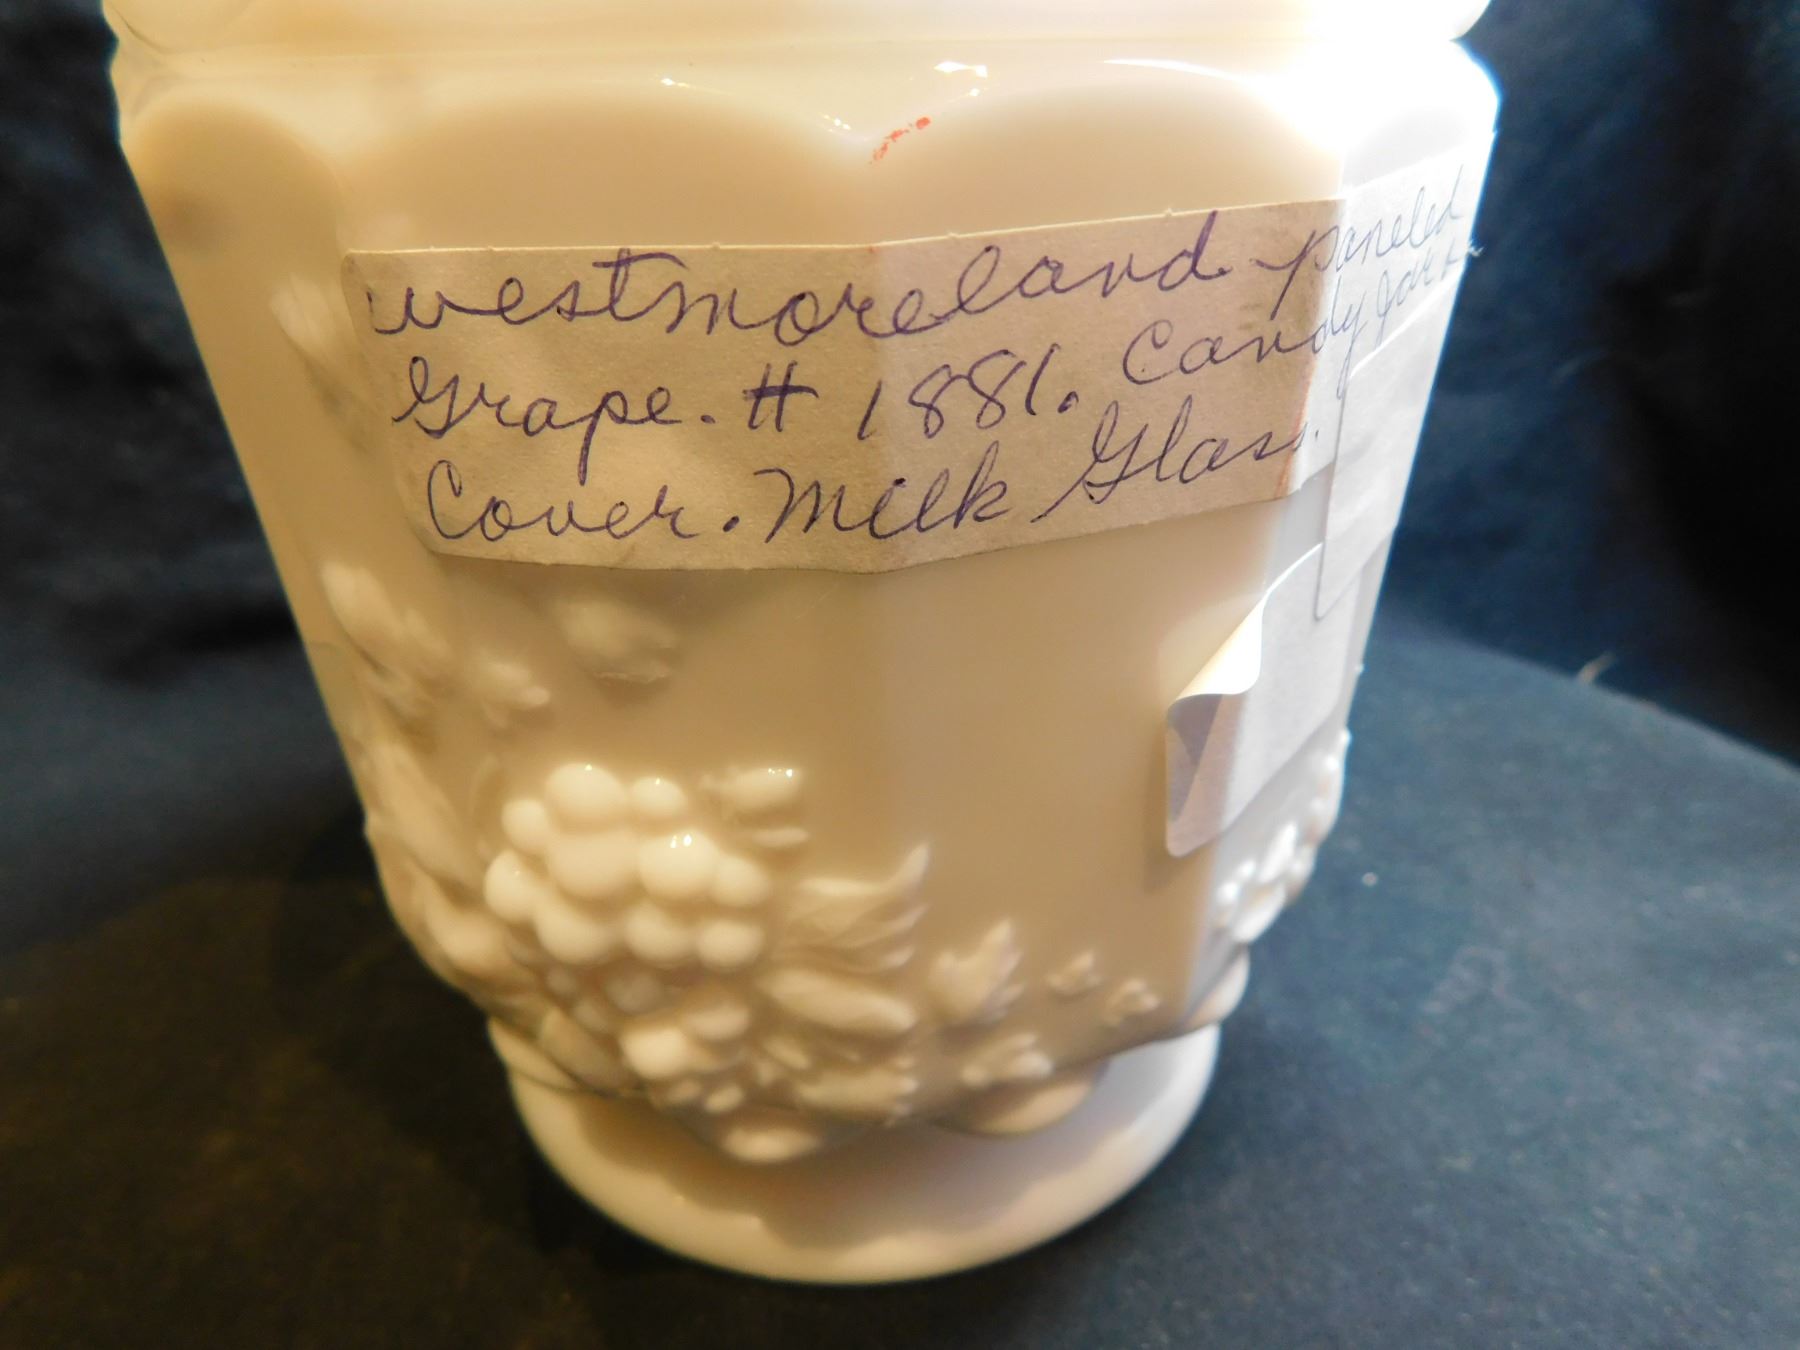 westmoreland paneled
Grape. # 1881. Candy Jar &
Cover. Milk Glass.